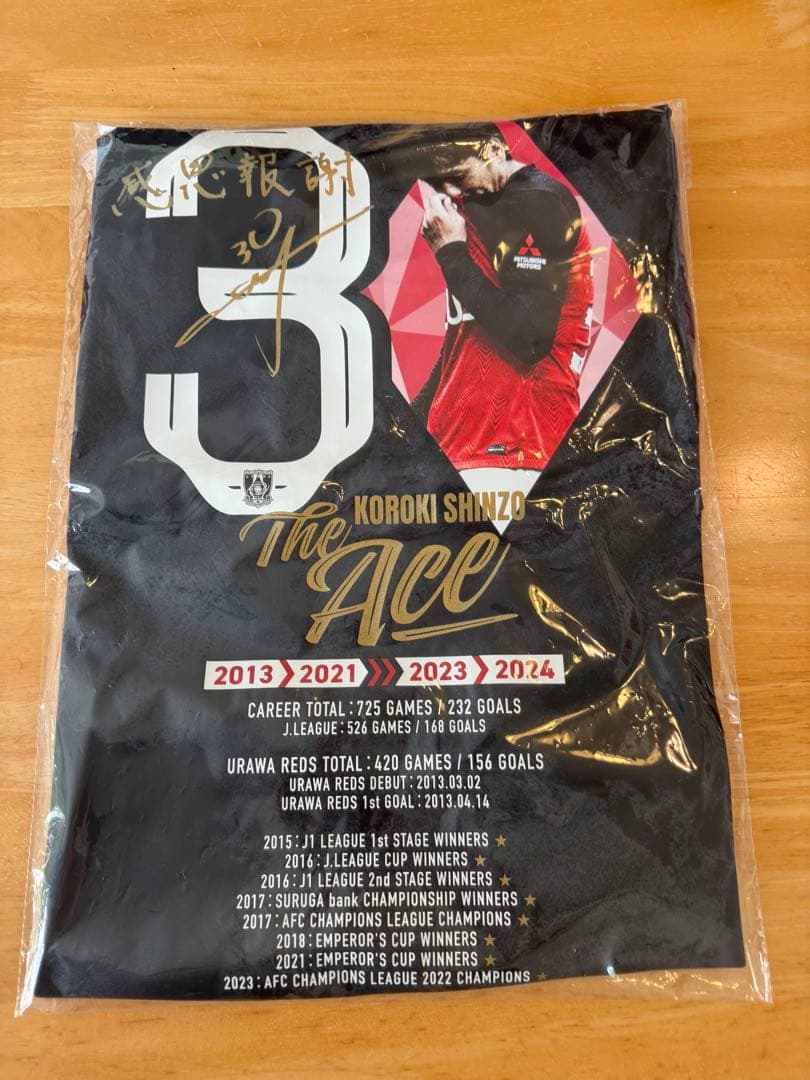 感恩報謝
30
30
MITSUBISHI
MOTORS
The KOROKI SHINZO
Ace
2013 2021 2023 2024
CAREER TOTAL:725 GAMES / 232 GOALS
J.LEAGUE:526 GAMES / 168 GOALS
URAWA REDS TOTAL:420 GAMES / 156 GOALS
URAWA REDS DEBUT:2013.03.02
URAWA REDS 1st GOAL:2013.04.14
2015:J1 LEAGUE 1st STAGE WINNERS ★
2016:J.LEAGUE CUP WINNERS ★
2016:J1 LEAGUE 2nd STAGE WINNERS ★
2017:SURUGA bank CHAMPIONSHIP WINNERS ★
2017:AFC CHAMPIONS LEAGUE CHAMPIONS ★
2018:EMPEROR'S CUP WINNERS ★
2021:EMPEROR'S CUP WINNERS ★
2023:AFC CHAMPIONS LEAGUE 2022 CHAMPIONS ★